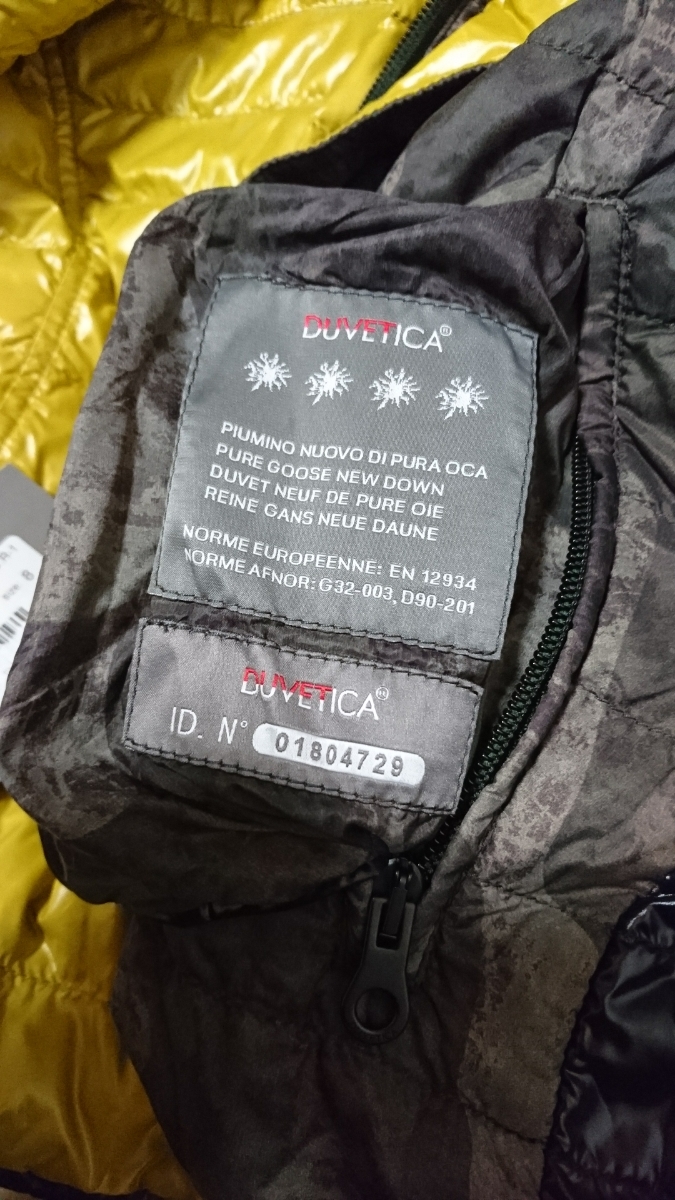 DUVETICA®
PIUMINO NUOVO DI PURA OCA
PURE GOOSE NEW DOWN
DUVET NEUF DE PURE OIE
REINE GANS NEUE DAUNE
NORME EUROPEENNE: EN 12934
NORME AFNOR: G32-003, D90-201
DUVETICA®
ID. N° 01804729